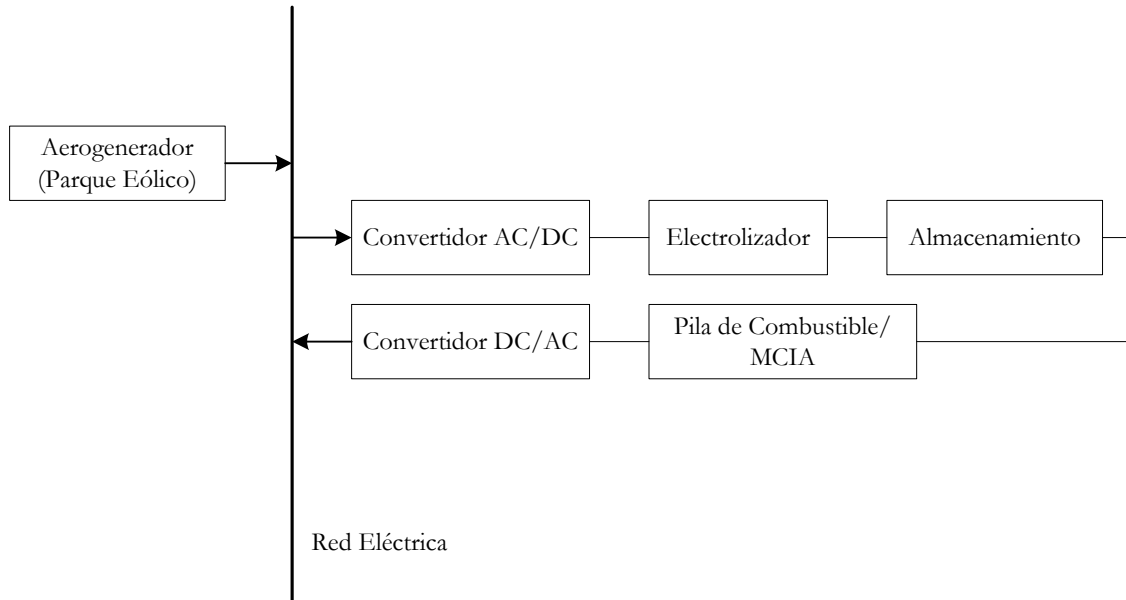 Aerogenerador
(Parque Eólico)
Convertidor AC/DC
Electrolizador
Almacenamiento
Convertidor DC/AC
Pila de Combustible/
MCIA
Red Eléctrica